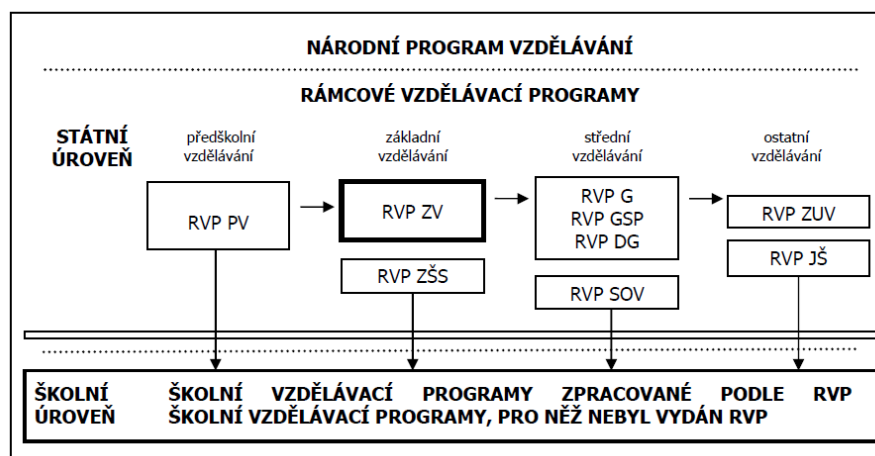 NÁRODNÍ PROGRAM VZDĚLÁVÁNÍ
RÁMCOVÉ VZDĚLÁVACÍ PROGRAMY
STÁTNÍ
ÚROVEŇ
předškolní
vzdělávání
základní
vzdělávání
střední
vzdělávání
ostatní
vzdělávání
RVP PV
RVP ZV
RVP ZŠS
RVP G
RVP GSP
RVP DG
RVP SOV
RVP ZUV
RVP JŠ
ŠKOLNÍ
ÚROVEŇ
ŠKOLNÍ VZDĚLÁVACÍ PROGRAMY ZPRACOVANÉ PODLE RVP
ŠKOLNÍ VZDĚLÁVACÍ PROGRAMY, PRO NĚŽ NEBYL VYDÁN RVP